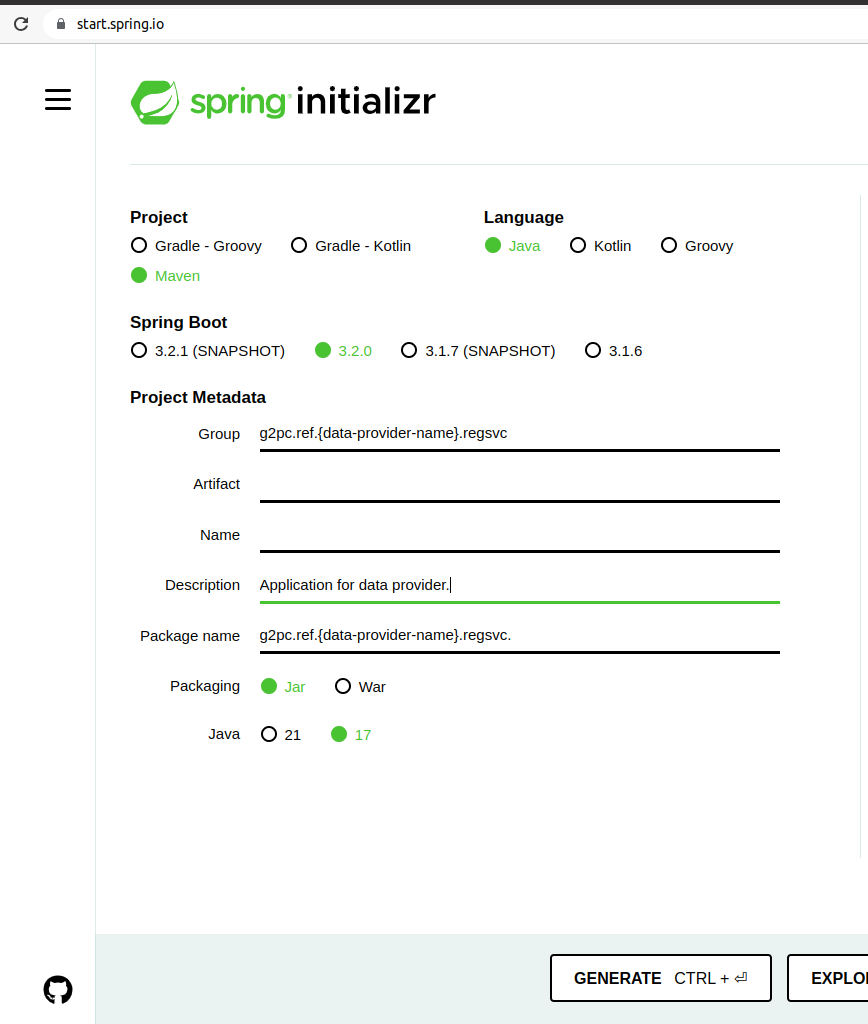 start.spring.io
spring initializr
Project
Language
Gradle - Groovy Gradle - Kotlin
Java Kotlin Groovy
Maven
Spring Boot
3.2.1 (SNAPSHOT) 3.2.0 3.1.7 (SNAPSHOT) 3.1.6
Project Metadata
Group g2pc.ref.{data-provider-name}.regsvc
Artifact
Name
Description Application for data provider.
Package name g2pc.ref.{data-provider-name}.regsvc.
Packaging Jar War
Java 21 17
GENERATE CTRL + ⏎